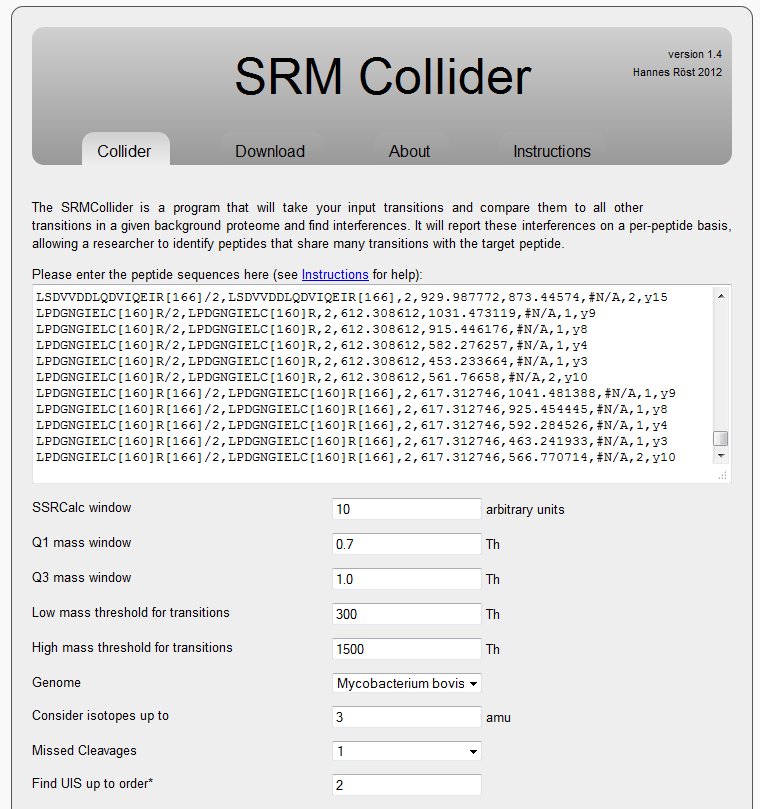 version 1.4
SRM Collider
Hannes Röst 2012
Collider Download About Instructions
The SRMCollider is a program that will take your input transitions and compare them to all other
transitions in a given background proteome and find interferences. It will report these interferences on a per-peptide basis,
allowing a researcher to identify peptides that share many transitions with the target peptide.
Please enter the peptide sequences here (see Instructions for help):
LSDVVDDLQDVIQEIR[166]/2,LSDVVDDLQDVIQEIR[166],2,929.987772,873.44574,#N/A,2,y15
LPDGNGIELC[160]R/2,LPDGNGIELC[160]R,2,612.308612,1031.473119,#N/A,1,y9
LPDGNGIELC[160]R/2,LPDGNGIELC[160]R,2,612.308612,915.446176,#N/A,1,y8
LPDGNGIELC[160]R/2,LPDGNGIELC[160]R,2,612.308612,582.276257,#N/A,1,y4
LPDGNGIELC[160]R/2,LPDGNGIELC[160]R,2,612.308612,453.233664,#N/A,1,y3
LPDGNGIELC[160]R/2,LPDGNGIELC[160]R,2,612.308612,561.76658,#N/A,2,y10
LPDGNGIELC[160]R[166]/2,LPDGNGIELC[160]R[166],2,617.312746,1041.481388,#N/A,1,y9
LPDGNGIELC[160]R[166]/2,LPDGNGIELC[160]R[166],2,617.312746,925.454445,#N/A,1,y8
LPDGNGIELC[160]R[166]/2,LPDGNGIELC[160]R[166],2,617.312746,592.284526,#N/A,1,y4
LPDGNGIELC[160]R[166]/2,LPDGNGIELC[160]R[166],2,617.312746,463.241933,#N/A,1,y3
LPDGNGIELC[160]R[166]/2,LPDGNGIELC[160]R[166],2,617.312746,566.770714,#N/A,2,y10
SSRCalc window 10 arbitrary units
Q1 mass window 0.7 Th
Q3 mass window 1.0 Th
Low mass threshold for transitions 300 Th
High mass threshold for transitions 1500 Th
Genome Mycobacterium bovis
Consider isotopes up to 3 amu
Missed Cleavages 1
Find UIS up to order* 2